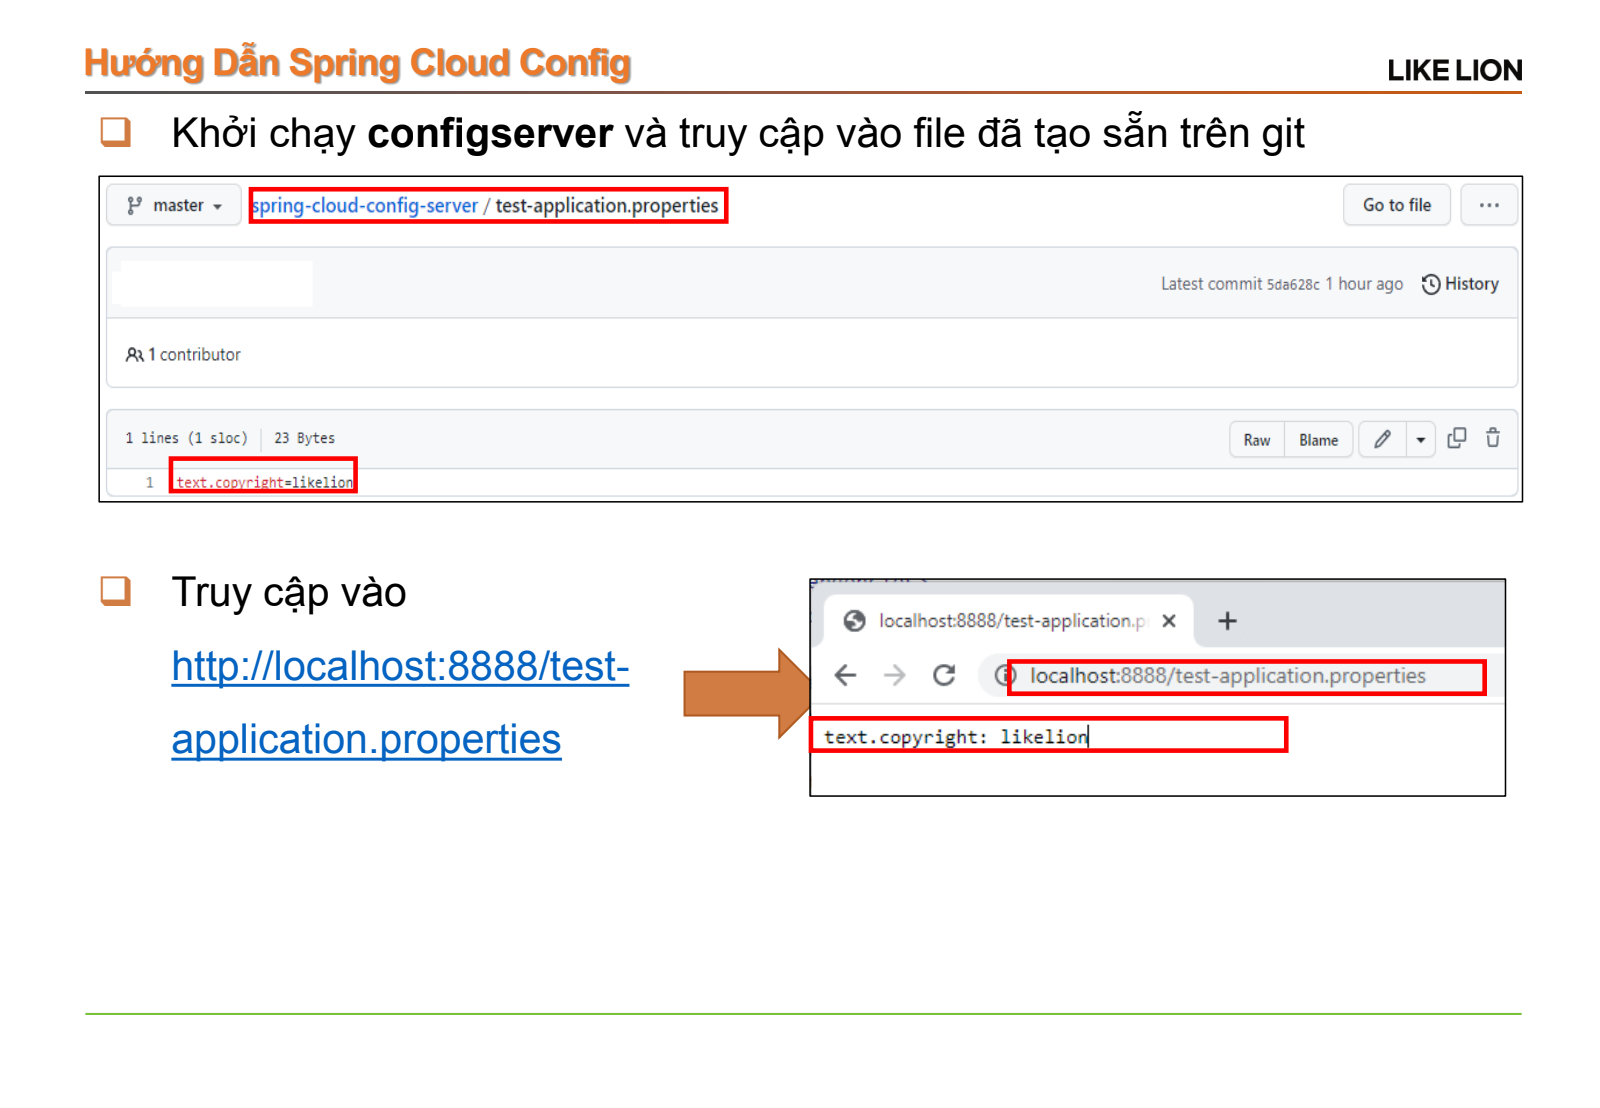 Hướng Dẫn Spring Cloud Config
LIKE LION
Khởi chạy configserver và truy cập vào file đã tạo sẵn trên git
master
spring-cloud-config-server / test-application.properties
Go to file
...
Latest commit 5da628c 1 hour ago
History
1 contributor
1 lines (1 sloc)
23 Bytes
Raw
Blame
1
text.copyright=likelion
Truy cập vào
http://localhost:8888/test-
application.properties
localhost:8888/test-application.p
localhost:8888/test-application.properties
text.copyright: likelion